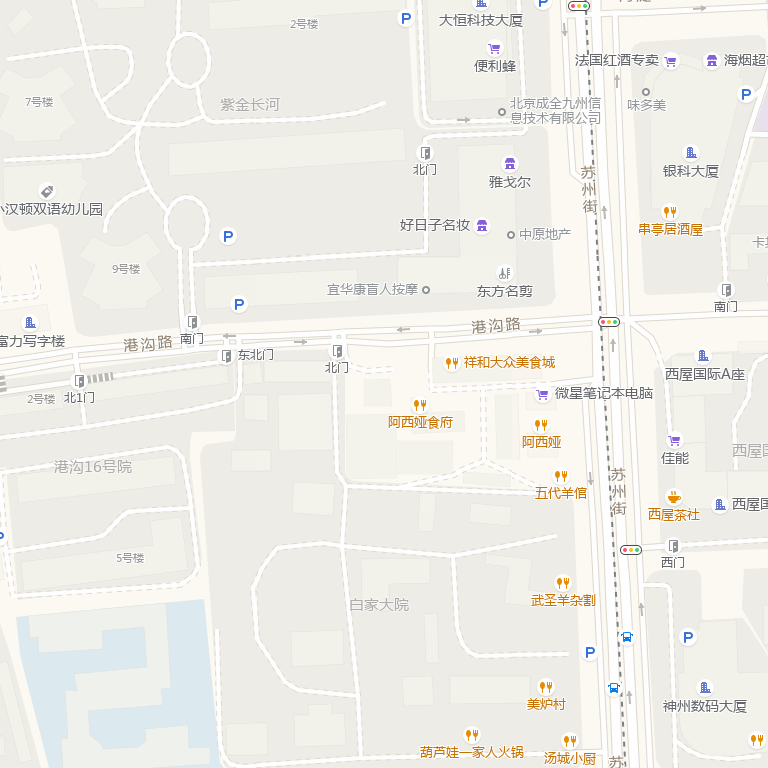 2号楼
P
大恒科技大厦
P
便利蜂
法国红酒专卖
海烟超
7号楼
紫金长河
北京成全九州信
息技术有限公司
味多美
P
北门
雅戈尔
苏州街
银科大厦
汉顿双语幼儿园
好日子名妆
中原地产
串亭居酒屋
P
9号楼
宜华康盲人按摩
东方名剪
南门
P
富力写字楼
港沟路
南门
港沟路
东北门
北门
祥和大众美食城
西屋国际A座
2号楼
北1门
微星笔记本电脑
阿西娅食府
阿西娅
佳能
西屋国
港沟16号院
五代羊倌
苏州街
西屋茶社
西屋国
5号楼
西门
白家大院
武圣羊杂割
P
P
美炉村
神州数码大厦
葫芦娃一家人火锅
汤城小厨
苏